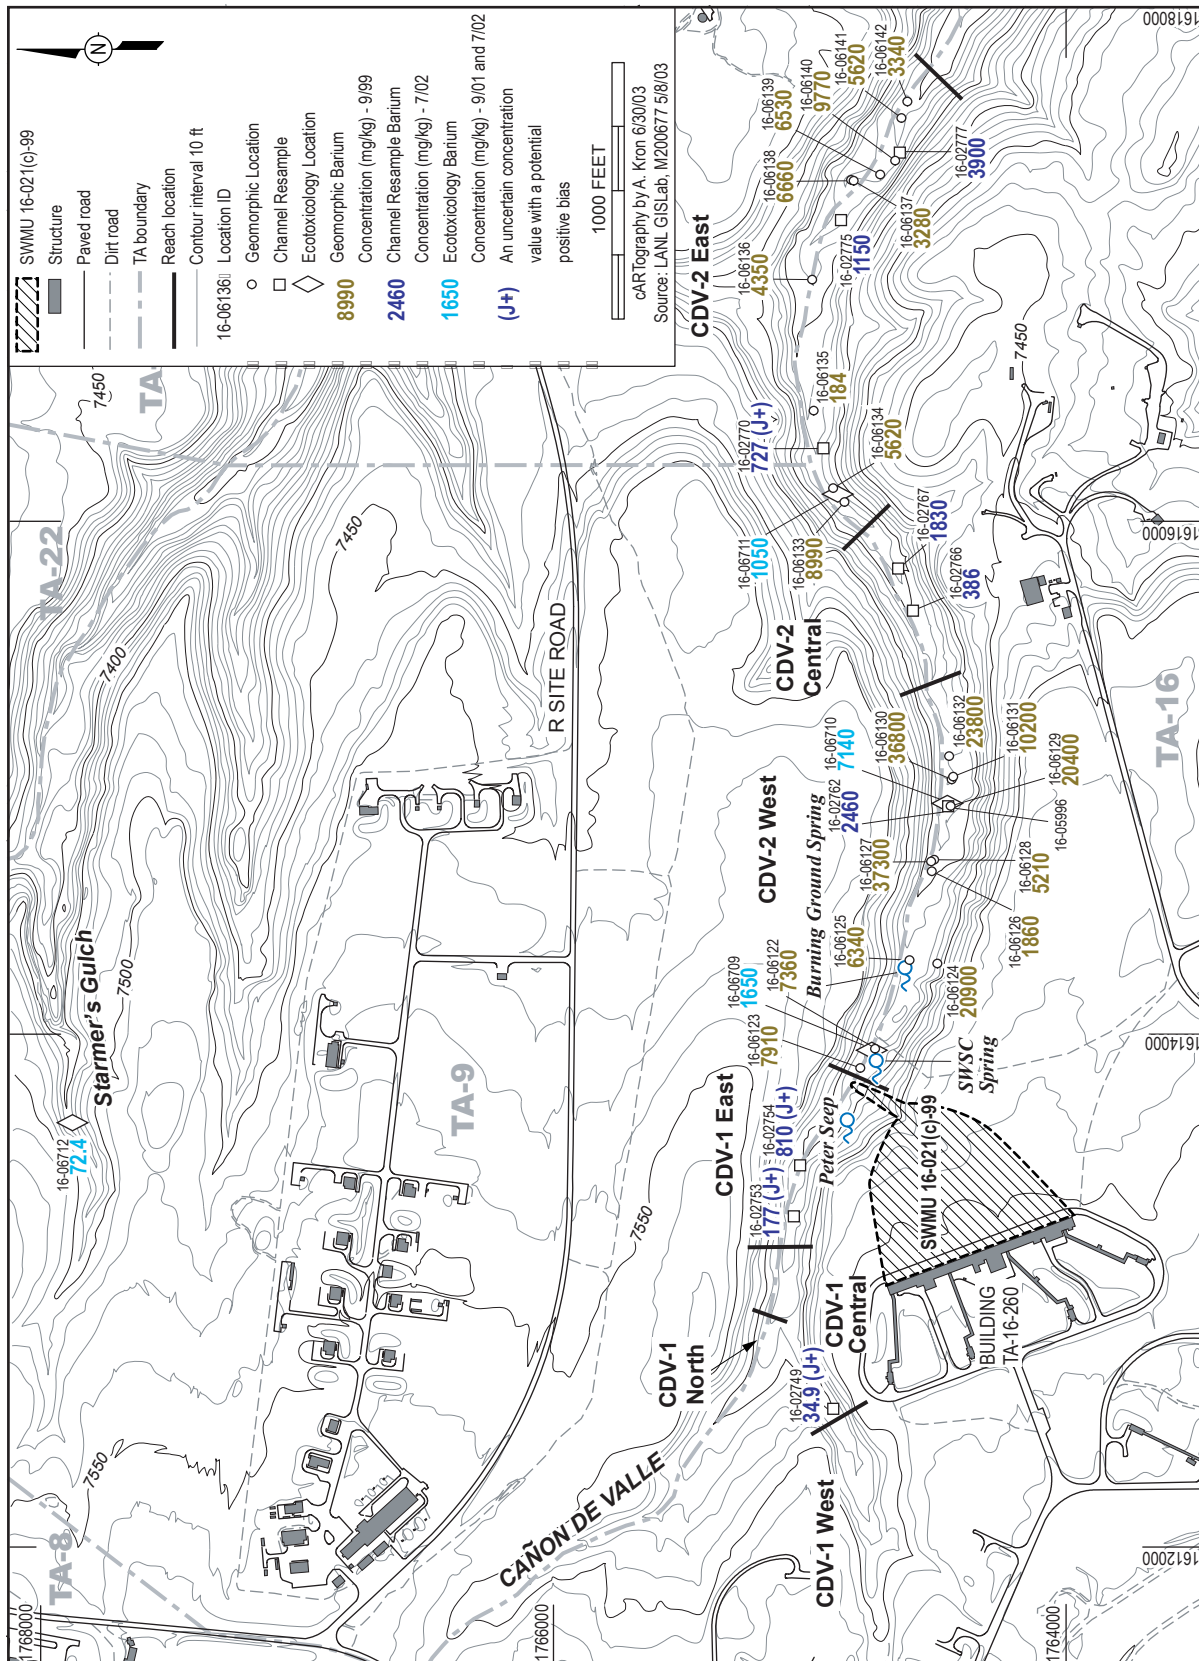 N
SWMU 16-021(c)-99
Structure
Paved road
Dirt road
TA boundary
Reach location
Contour interval 10 ft
16-06136 Location ID
Geomorphic Location
Channel Resample
Ecotoxicology Location
8990 Geomorphic Barium
Concentration (mg/kg) - 9/99
2460 Channel Resample Barium
Concentration (mg/kg) - 7/02
1650 Ecotoxicology Barium
Concentration (mg/kg) - 9/01 and 7/02
(J+) An uncertain concentration
value with a potential
positive bias
1000 FEET
cARTography by A. Kron 6/30/03
Source: LANL GISLab, M200677 5/8/03
TA-8
TA-22
TA-
TA-9
TA-16
1768000
1766000
1764000
1612000
1614000
1616000
1618000
7550
7500
7400
7450
7450
7450
7550
Starmer's Gulch
16-06712
72.4
R SITE ROAD
CAÑON DE VALLE
CDV-1 West
CDV-1
North
CDV-1
Central
CDV-1 East
CDV-2 West
CDV-2
Central
CDV-2 East
16-02749
34.9 (J+)
16-02753
177 (J+)
16-02754
810 (J+)
Peter Seep
SWMU 16-021(c)-99
BUILDING
TA-16-260
16-06123
7910
16-06709
1650
16-06122
7360
SWSC
Spring
Burning Ground Spring
16-06125
6340
16-06124
20900
16-06127
37300
16-06126
1860
16-06128
5210
16-02762
2460
16-06710
7140
16-05996
16-06129
20400
16-06130
36800
16-06131
10200
16-06132
23800
16-02766
386
16-02767
1830
16-06133
8990
16-06711
1050
16-06134
5620
16-02770
727 (J+)
16-06135
184
16-06136
4350
16-02775
1150
16-06137
3280
16-06138
6660
16-06139
6530
16-06140
9770
16-02777
3900
16-06141
5620
16-06142
3340